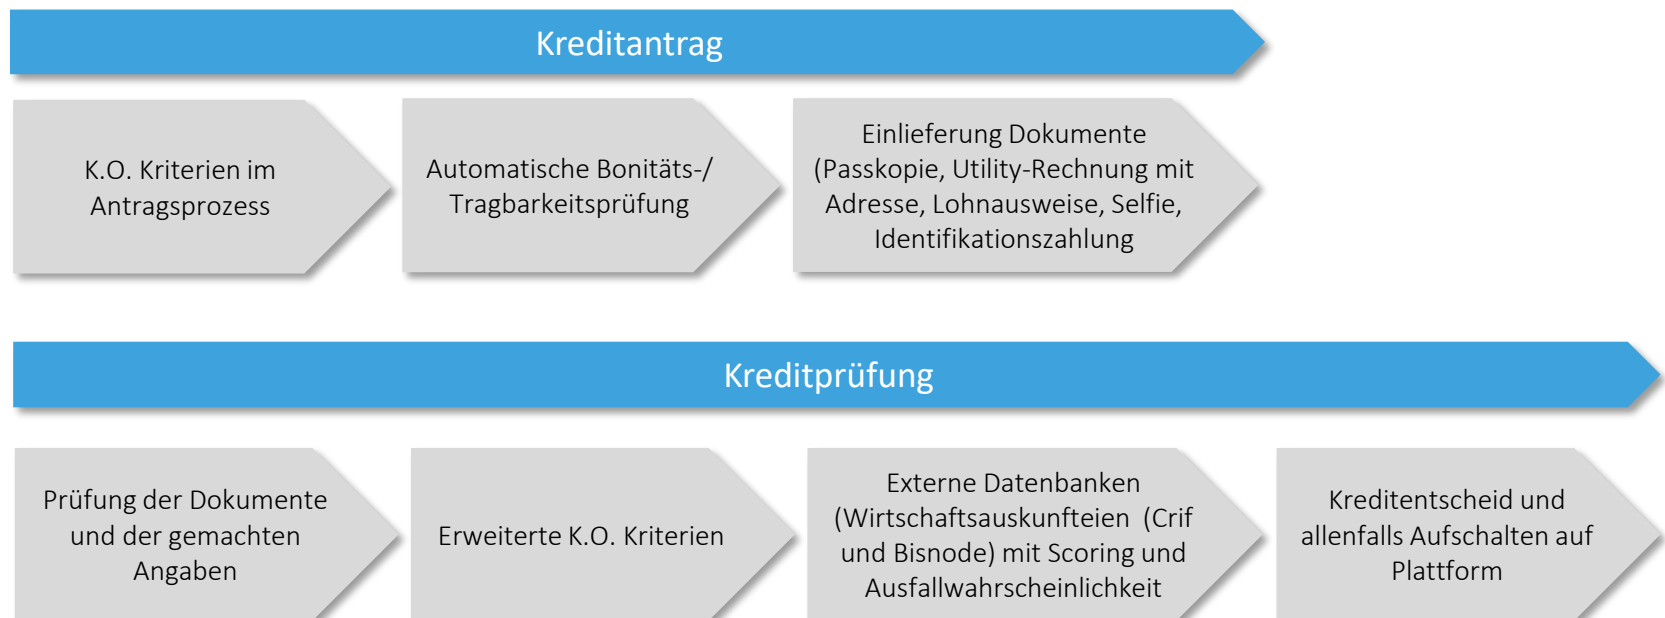 Kreditantrag
K.O. Kriterien im
Antragsprozess
Automatische Bonitäts-/
Tragbarkeitsprüfung
Einlieferung Dokumente
(Passkopie, Utility-Rechnung mit
Adresse, Lohnausweise, Selfie,
Identifikationszahlung
Kreditprüfung
Prüfung der Dokumente
und der gemachten
Angaben
Erweiterte K.O. Kriterien
Externe Datenbanken
(Wirtschaftsauskunfteien (Crif
und Bisnode) mit Scoring und
Ausfallwahrscheinlichkeit
Kreditentscheid und
allenfalls Aufschalten auf
Plattform